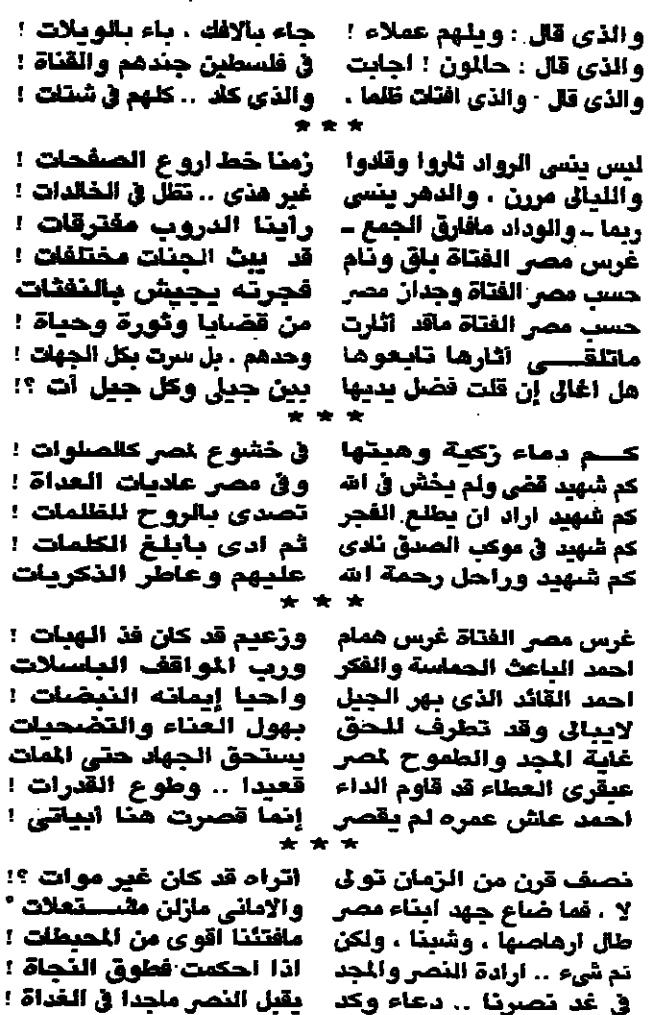 والذى قال : ويلهم عملاء ! جاء بالافك ، باء بالويلات !
والذى قال : حالمون ! اجابت فى فلسطين جندهم والقناة !
والذى قال - والذى افتات ظلما ، والذى كاد .. كلهم فى شتات !
★ ★ ★
ليس ينسى الرواد ثاروا وقادوا زمنا خط اروع الصفحات !
والليالى مررن ، والدهر ينسى غير هذى .. تظل فى الخالدات !
ربما ــ والوداد مافارق الجمع ــ راينا الدروب مفترقات !
غرس مصر الفتاة باق ونام قد يبث الجنات مختلفات !
حسب مصر الفتاة وجدان مصر فجرته يجيش بالنفثات
حسب مصر الفتاة ماقد أثارت من قضايا وثورة وحياة !
ماتلقى آثارها تابعوها وحدهم ، بل سرت بكل الجهات !
هل اغالى إن قلت فضل يديها بين جيلى وكل جيل آت ؟!
★ ★ ★
كم دعاء زكية وهبتها فى خشوع لمصر كالصلوات !
كم شهيد قضى ولم يخش فى الله وفى مصر عاديات العداة !
كم شهيد اراد ان يطلع الفجر تصدى بالروح للظلمات !
كم شهيد فى موكب الصدق نادى ثم ادى بأبلغ الكلمات !
كم شهيد وراحل رحمة الله عليهم وعاطر الذكريات
★ ★ ★
غرس مصر الفتاة غرس همام وزعيم قد كان فذ الهبات !
احمد الباعث الحماسة والفكر ورب المواقف الباسلات
احمد القائد الذى بهر الجيل واحيا إيمانه النبضات !
لايبالى وقد تطرف للحق بهول العناء والتضحيات
غاية المجد والطموح لمصر يستحق الجهاد حتى الممات
عبقرى العطاء قد قاوم الداء قعيدا .. وطوع القدرات !
احمد عاش عمره لم يقصر إنما قصرت هنا أبياتى !
★ ★ ★
نصف قرن من الزمان تولى أتراه قد كان غير موات ؟!
لا ، فما ضاع جهد ابناء مصر والامانى مازلن مشتعلات
طال ارهاصها ، وشبنا ، ولكن مافتئنا اقوى من المحبطات !
تم شىء .. ارادة النصر والمجد اذا احكمت فطوق النجاة !
فى غد نصرنا .. دعاء وكد يقبل النصر ماجدا فى الغداة !